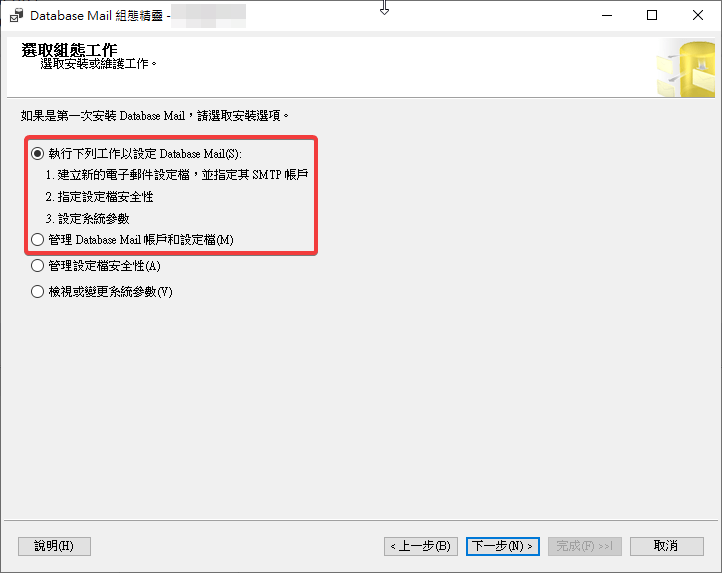 Database Mail 組態精靈 -
選取組態工作
選取安裝或維護工作。
如果是第一次安裝 Database Mail，請選取安裝選項。
執行下列工作以設定 Database Mail(S):
1. 建立新的電子郵件設定檔，並指定其 SMTP 帳戶
2. 指定設定檔安全性
3. 設定系統參數
管理 Database Mail 帳戶和設定檔(M)
管理設定檔安全性(A)
檢視或變更系統參數(V)
說明(H)
< 上一步(B)
下一步(N) >
完成(F) >>|
取消